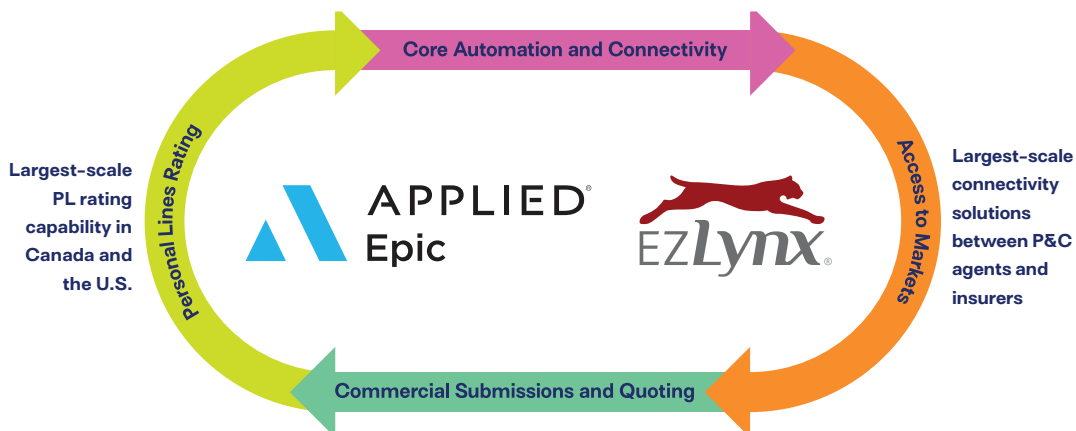 Core Automation and Connectivity
Largest-scale
PL rating
capability in
Canada and
the U.S.
Personal Lines Rating
APPLIED®
Epic
EZLynx®
Access to Markets
Largest-scale
connectivity
solutions
between P&C
agents and
insurers
Commercial Submissions and Quoting